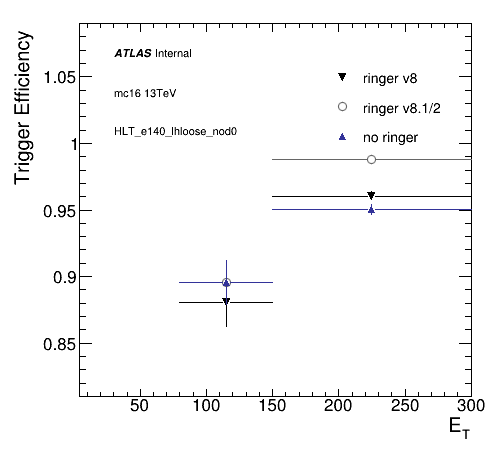 Trigger Efficiency
ATLAS Internal
mc16 13TeV
HLT_e140_lhloose_nod0
ringer v8
ringer v8.1/2
no ringer
1.05
1
0.95
0.9
0.85
50 100 150 200 250 300
E_T